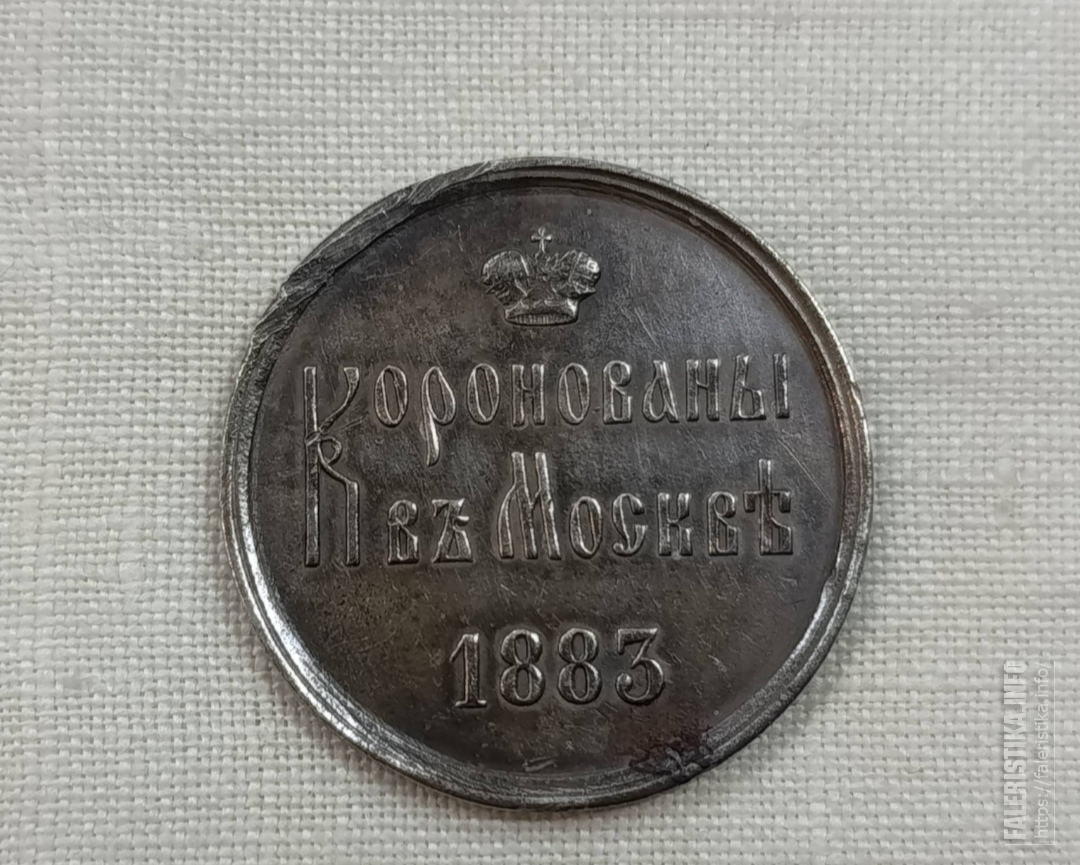 Коронованы
въ Москвѣ
1883
FALERISTIKA.INFO
https://faleristika.info/